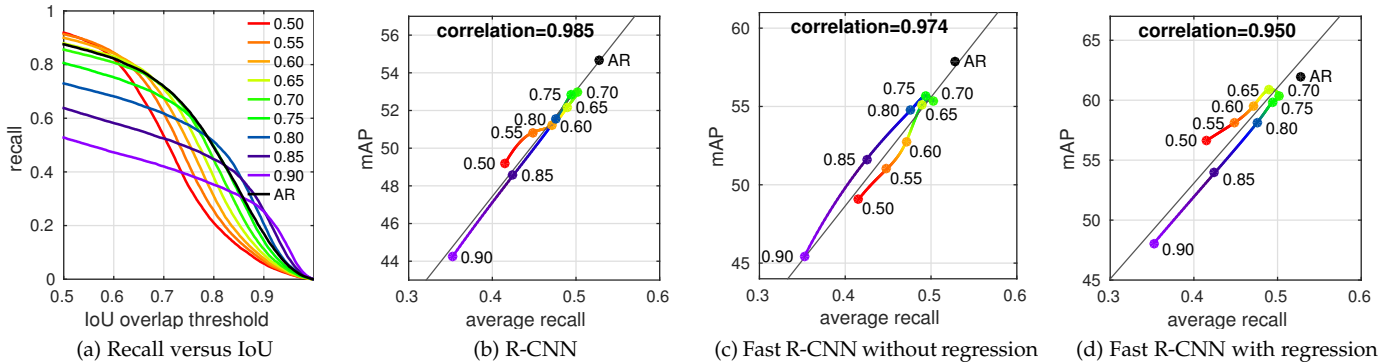 recall
1
0.8
0.6
0.4
0.2
0
0.50
0.55
0.60
0.65
0.70
0.75
0.80
0.85
0.90
AR
0.5 0.6 0.7 0.8 0.9
IoU overlap threshold
(a) Recall versus IoU
correlation=0.985
mAP
56
54
52
50
48
46
44
AR
0.75
0.70
0.65
0.80
0.60
0.55
0.50
0.85
0.90
0.3 0.4 0.5 0.6
average recall
(b) R-CNN
correlation=0.974
mAP
60
55
50
45
AR
0.75
0.70
0.80
0.65
0.60
0.85
0.55
0.50
0.90
0.3 0.4 0.5 0.6
average recall
(c) Fast R-CNN without regression
correlation=0.950
mAP
65
60
55
50
45
AR
0.65
0.70
0.60
0.75
0.55
0.80
0.50
0.85
0.90
0.3 0.4 0.5 0.6
average recall
(d) Fast R-CNN with regression